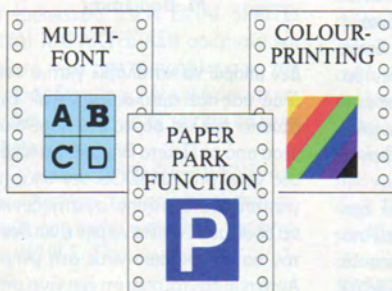 MULTI-
FONT
A B
C D
COLOUR-
PRINTING
PAPER
PARK
FUNCTION
P